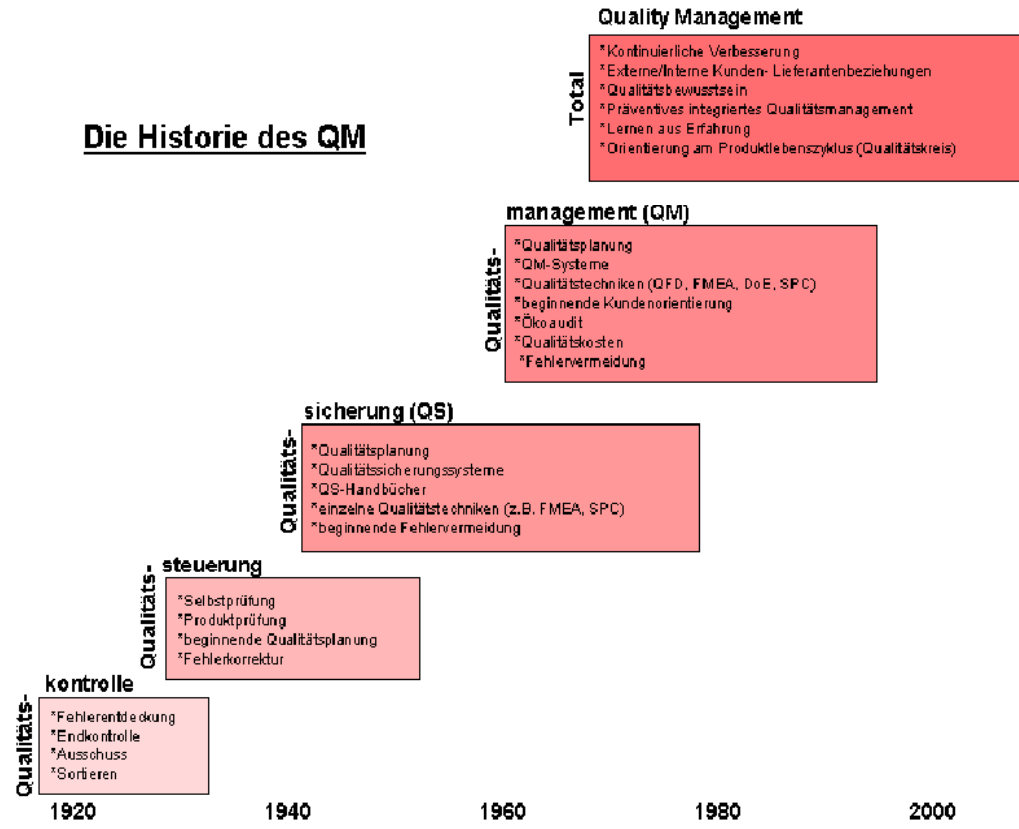 Quality Management
Total
*Kontinuierliche Verbesserung
*Externe/Interne Kunden- Lieferantenbeziehungen
*Qualitätsbewusstsein
*Präventives integriertes Qualitätsmanagement
*Lernen aus Erfahrung
*Orientierung am Produktlebenszyklus (Qualitätskreis)
Die Historie des QM
management (QM)
Qualitäts-
*Qualitätsplanung
*QM-Systeme
*Qualitätstechniken (QFD, FMEA, DoE, SPC)
*beginnende Kundenorientierung
*Ökoaudit
*Qualitätskosten
*Fehlervermeidung
sicherung (QS)
Qualitäts-
*Qualitätsplanung
*Qualitätssicherungssysteme
*QS-Handbücher
*einzelne Qualitätstechniken (z.B. FMEA, SPC)
*beginnende Fehlervermeidung
steuerung
Qualitäts-
*Selbstprüfung
*Produktprüfung
*beginnende Qualitätsplanung
*Fehlerkorrektur
kontrolle
Qualitäts-
*Fehlerentdeckung
*Endkontrolle
*Ausschuss
*Sortieren
1920 1940 1960 1980 2000